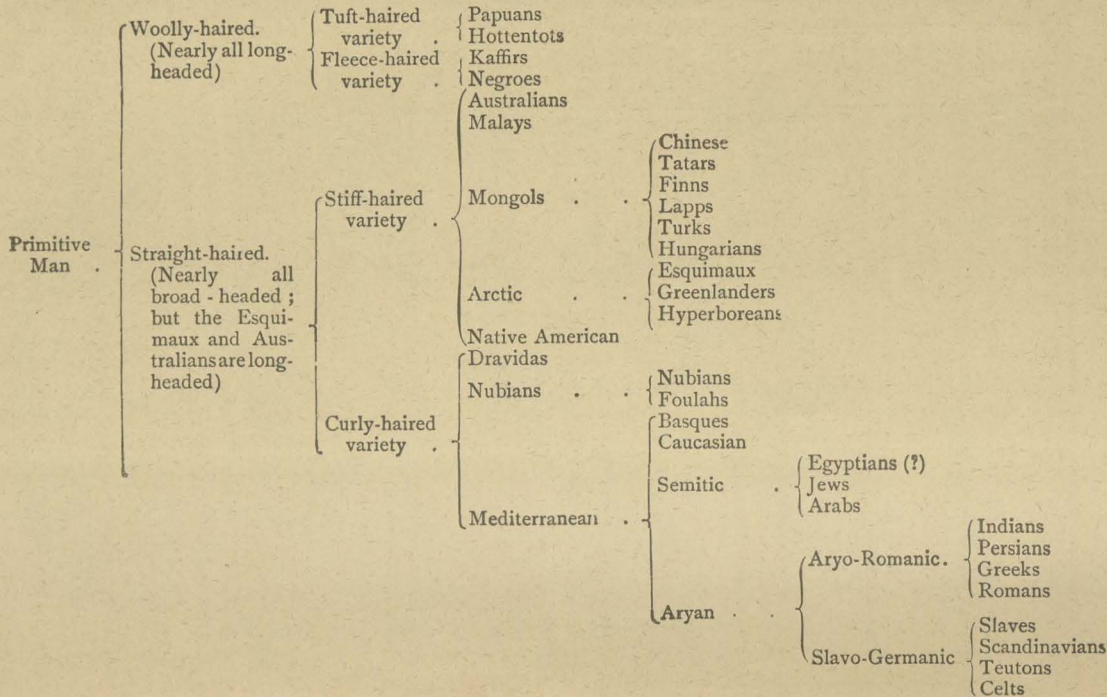 Woolly-haired.
(Nearly all long-
headed)
Tuft-haired
variety .
Papuans
Hottentots
Fleece-haired
variety .
Kaffirs
Negroes
Primitive
Man .
Straight-haired.
(Nearly all
broad - headed ;
but the Esqui-
maux and Aus-
tralians are long-
headed)
Stiff-haired
variety .
Australians
Malays
Mongols . .
Chinese
Tatars
Finns
Lapps
Turks
Hungarians
Arctic . .
Esquimaux
Greenlanders
Hyperboreans
Native American
Curly-haired
variety .
Dravidas
Nubians . .
Nubians
Foulahs
Mediterranean .
Basques
Caucasian
Semitic .
Egyptians (?)
Jews
Arabs
Aryan .
Aryo-Romanic.
Indians
Persians
Greeks
Romans
Slavo-Germanic
Slaves
Scandinavians
Teutons
Celts